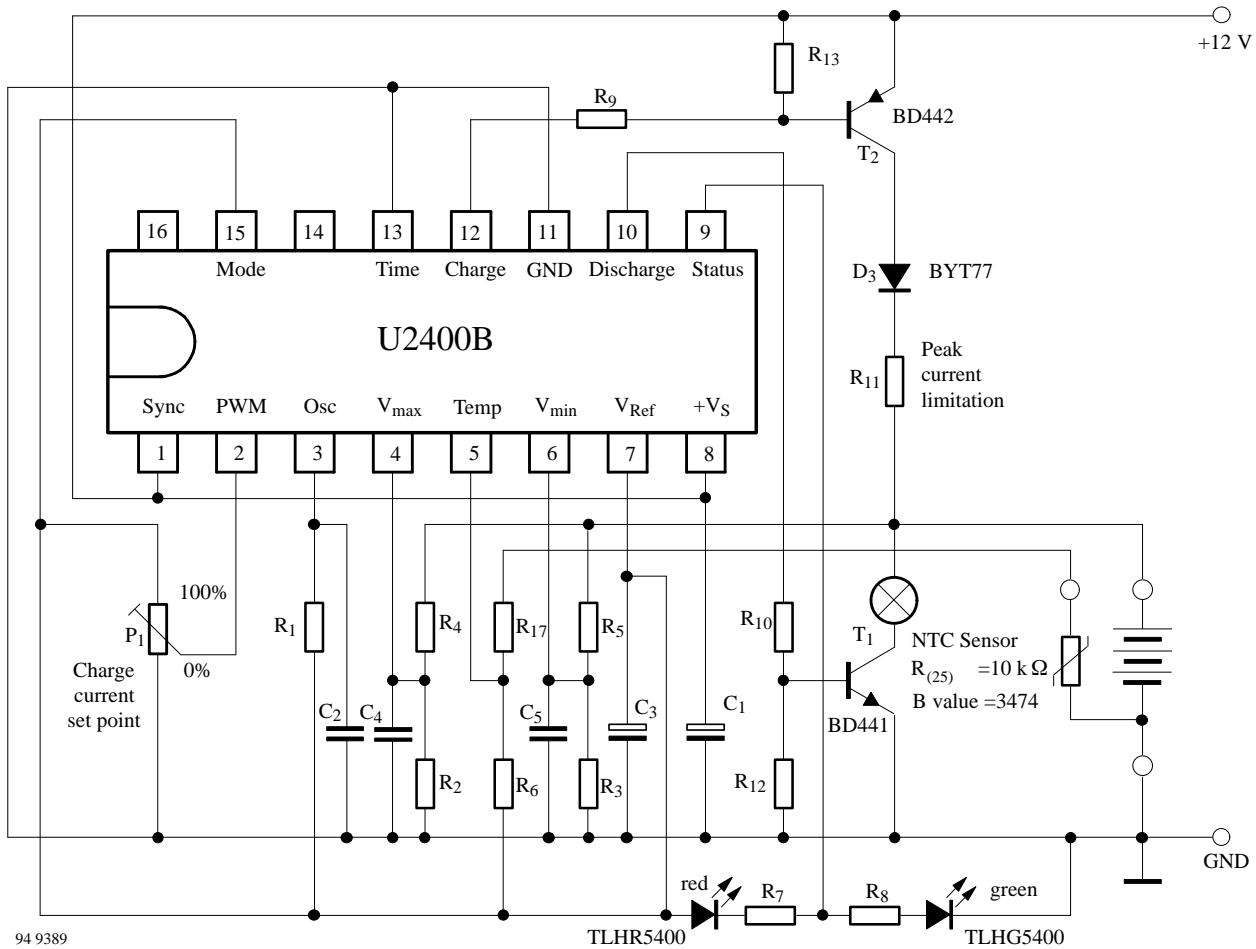 +12 V
R13
R9
BD442
T2
16
15
14
13
12
11
10
9
Mode
Time
Charge
GND
Discharge
Status
D3
BYT77
U2400B
R11
Peak
current
limitation
Sync
PWM
Osc
Vmax
Temp
Vmin
VRef
+VS
1
2
3
4
5
6
7
8
100%
P1
0%
Charge
current
set point
R1
R4
R17
R5
R10
T1
NTC Sensor
R(25) =10 k Ω
B value =3474
BD441
C2
C4
C5
C3
C1
R2
R6
R3
R12
GND
red
R7
R8
green
TLHR5400
TLHG5400
94 9389